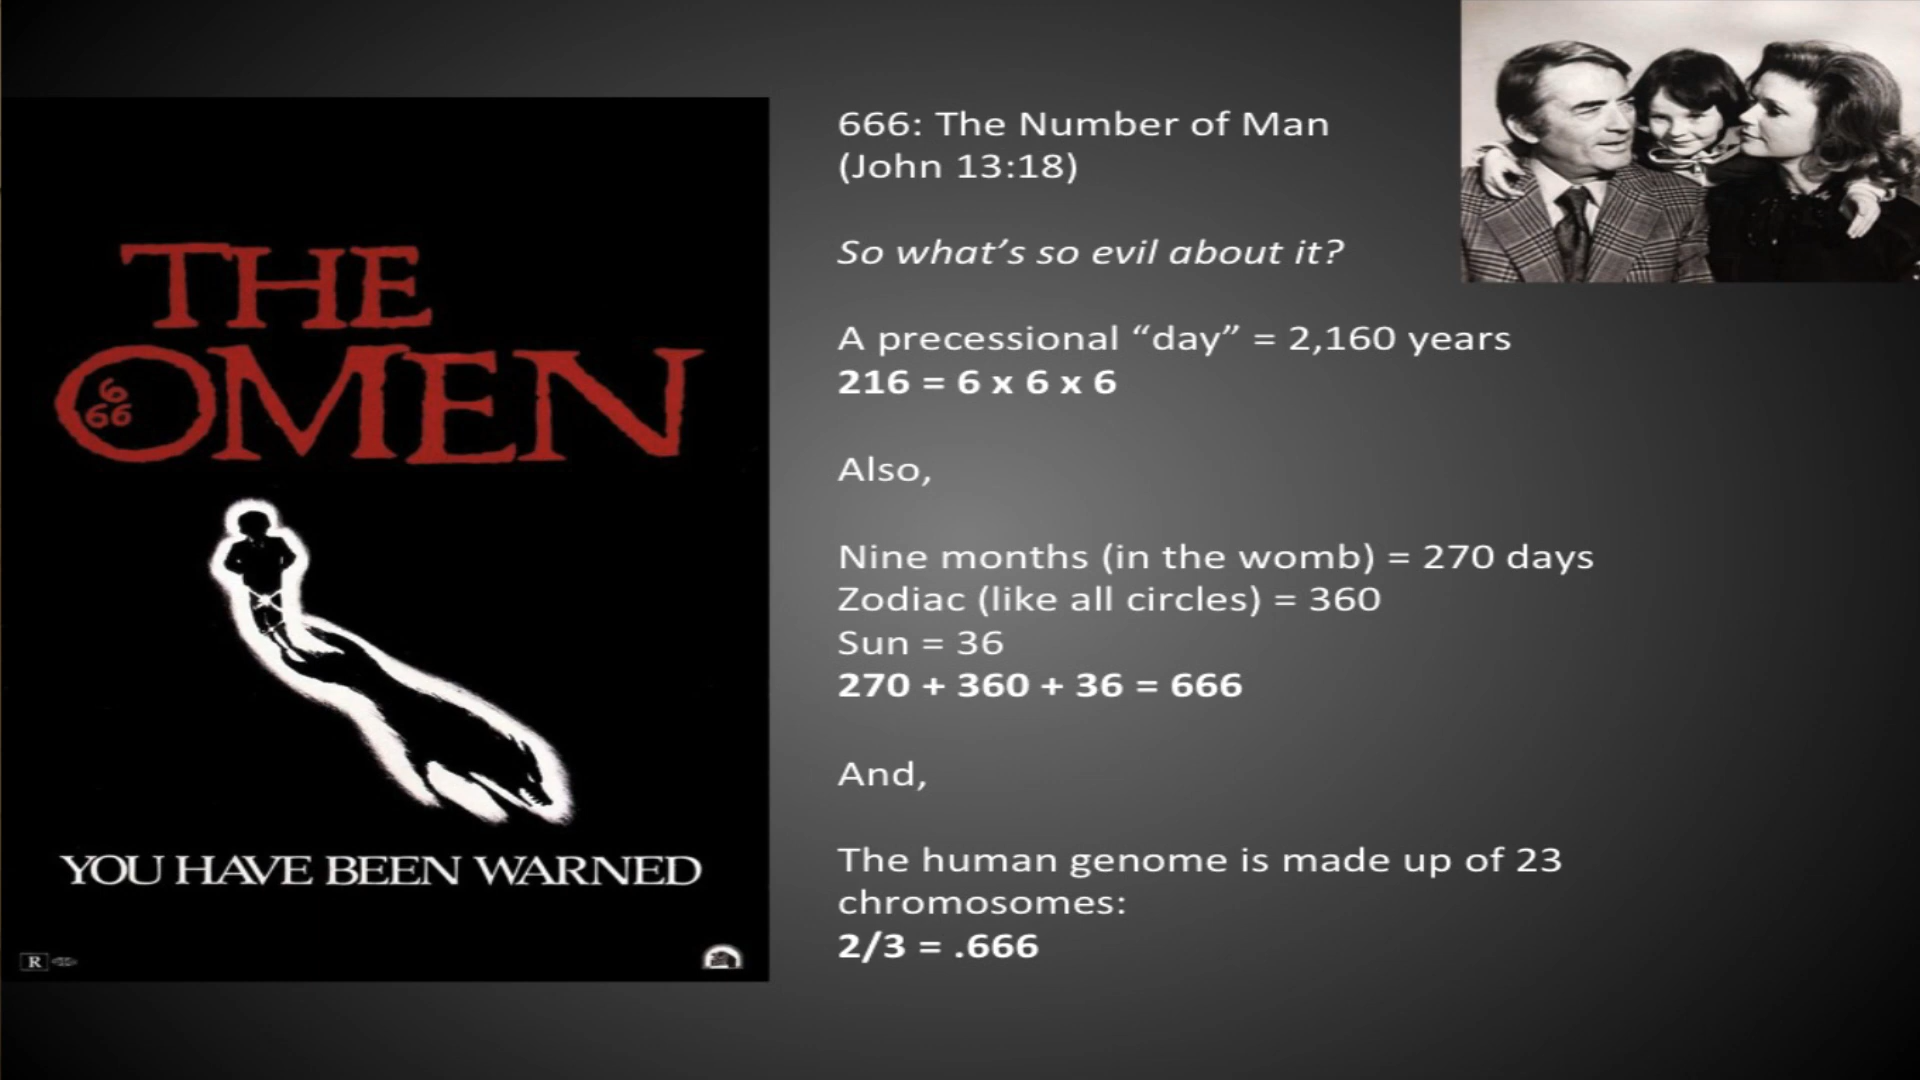 THE
OMEN
6
66
YOU HAVE BEEN WARNED
R
666: The Number of Man
(John 13:18)
So what’s so evil about it?
A precessional “day” = 2,160 years
216 = 6 x 6 x 6
Also,
Nine months (in the womb) = 270 days
Zodiac (like all circles) = 360
Sun = 36
270 + 360 + 36 = 666
And,
The human genome is made up of 23
chromosomes:
2/3 = .666